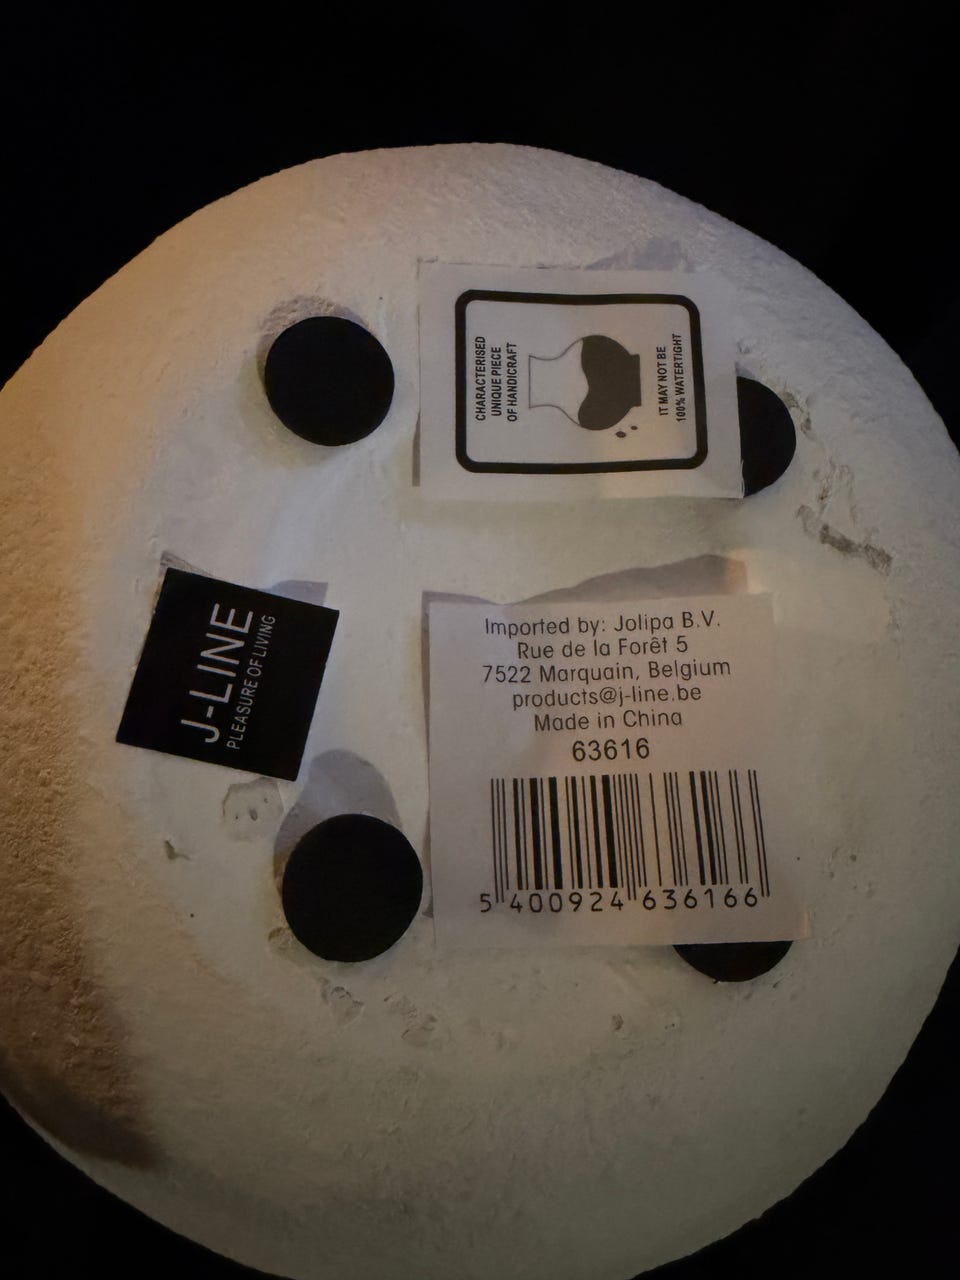 CHARACTERISED
UNIQUE PIECE
OF HANDICRAFT
IT MAY NOT BE
100% WATERTIGHT
J-LINE
PLEASURE OF LIVING
Imported by: Jolipa B.V.
Rue de la Forêt 5
7522 Marquain, Belgium
products@j-line.be
Made in China
63616
5 400924 636166